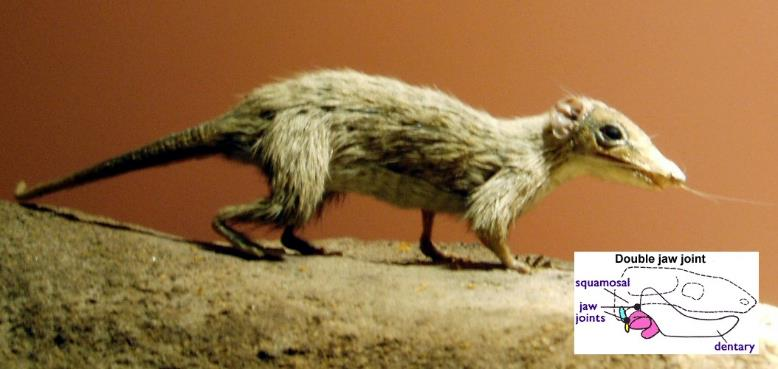 Double jaw joint
squamosal
jaw
joints
dentary